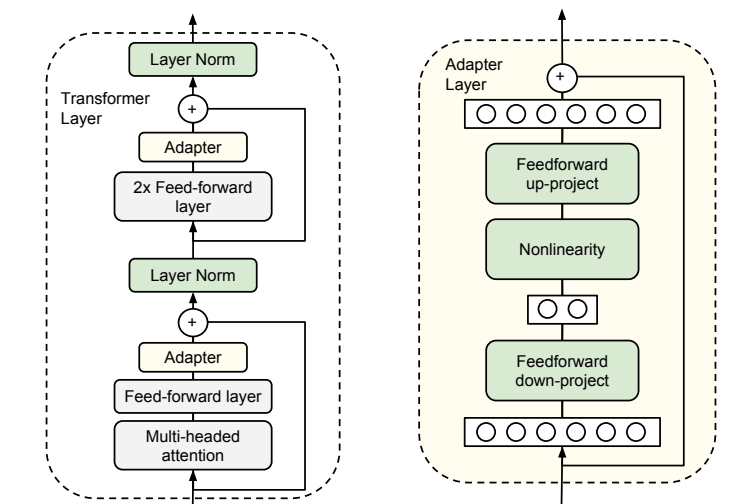 Layer Norm
Transformer
Layer
+
Adapter
2x Feed-forward
layer
Layer Norm
+
Adapter
Feed-forward layer
Multi-headed
attention
Adapter
Layer
+
Feedforward
up-project
Nonlinearity
Feedforward
down-project